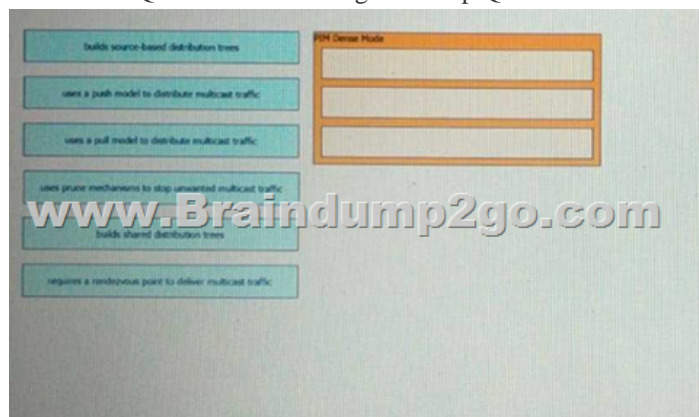 builds source-based distribution trees
PIM Dense Mode
uses a push model to distribute multicast traffic
uses a pull model to distribute multicast traffic
uses prune mechanisms to stop unwanted multicast traffic
www.Braindump2go.com
builds shared distribution trees
requires a rendezvous point to deliver multicast traffic